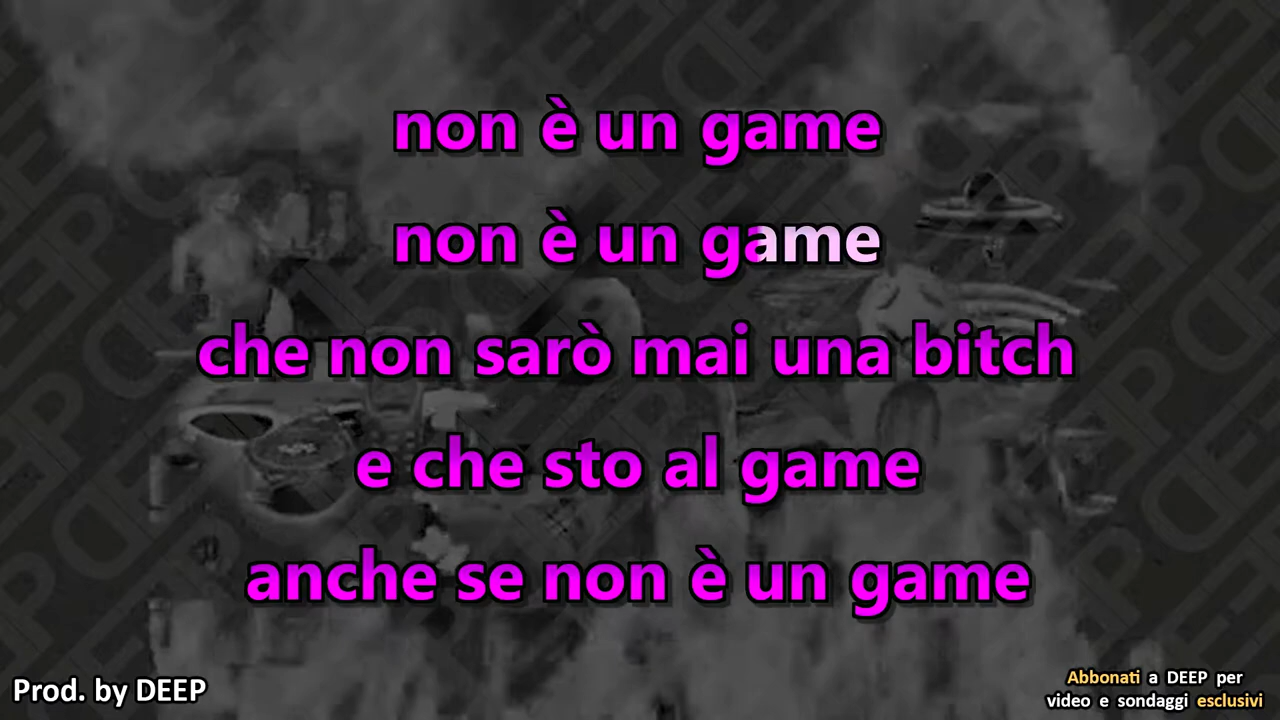 non è un game
non è un game
che non sarò mai una bitch
e che sto al game
anche se non è un game
Prod. by DEEP
Abbonati a DEEP per
video e sondaggi esclusivi